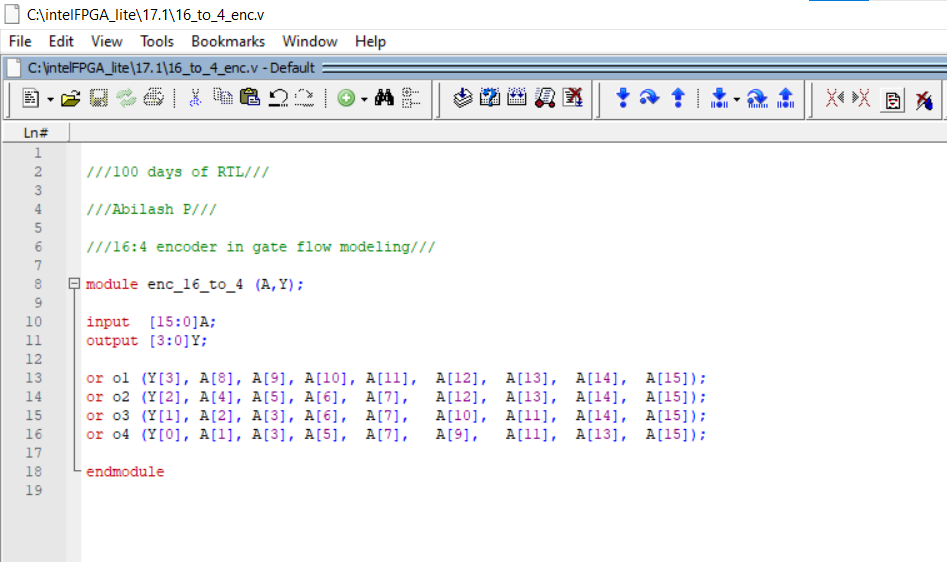 C:\intelFPGA_lite\17.1\16_to_4_enc.v
File Edit View Tools Bookmarks Window Help
C:\intelFPGA_lite\17.1\16_to_4_enc.v - Default
Ln#
1
2 ///100 days of RTL///
3
4 ///Abilash P///
5
6 ///16:4 encoder in gate flow modeling///
7
8 module enc_16_to_4 (A,Y);
9
10 input [15:0]A;
11 output [3:0]Y;
12
13 or o1 (Y[3], A[8], A[9], A[10], A[11], A[12], A[13], A[14], A[15]);
14 or o2 (Y[2], A[4], A[5], A[6], A[7], A[12], A[13], A[14], A[15]);
15 or o3 (Y[1], A[2], A[3], A[6], A[7], A[10], A[11], A[14], A[15]);
16 or o4 (Y[0], A[1], A[3], A[5], A[7], A[9], A[11], A[13], A[15]);
17
18 endmodule
19